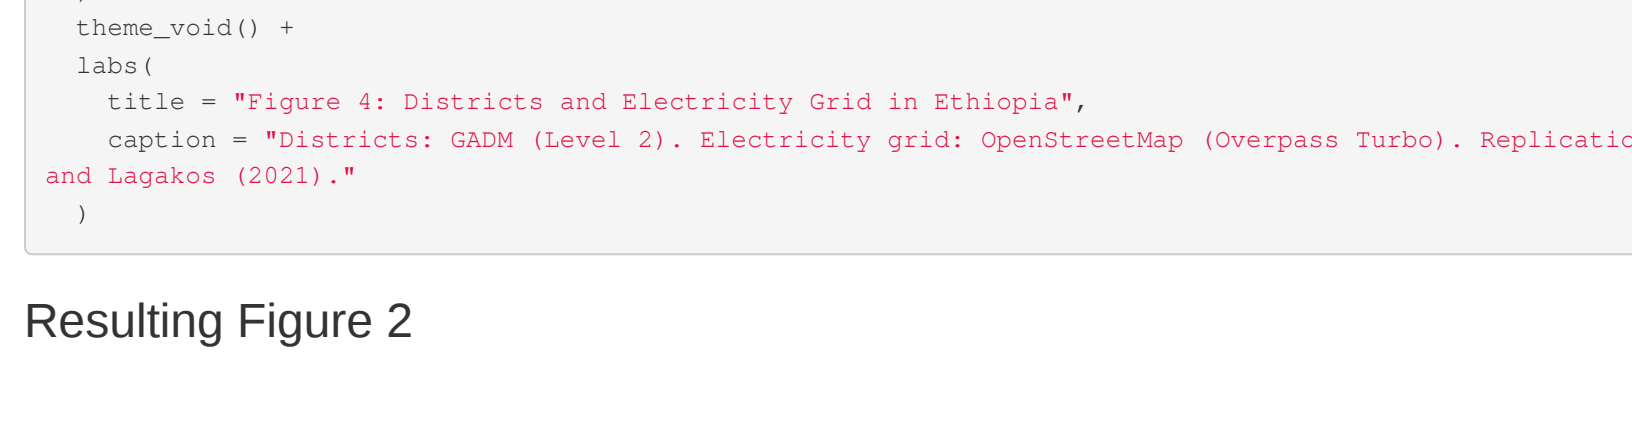 theme_void() +
labs(
title = "Figure 4: Districts and Electricity Grid in Ethiopia",
caption = "Districts: GADM (Level 2). Electricity grid: OpenStreetMap (Overpass Turbo).
and Lagakos (2021)."
)
Resulting Figure 2